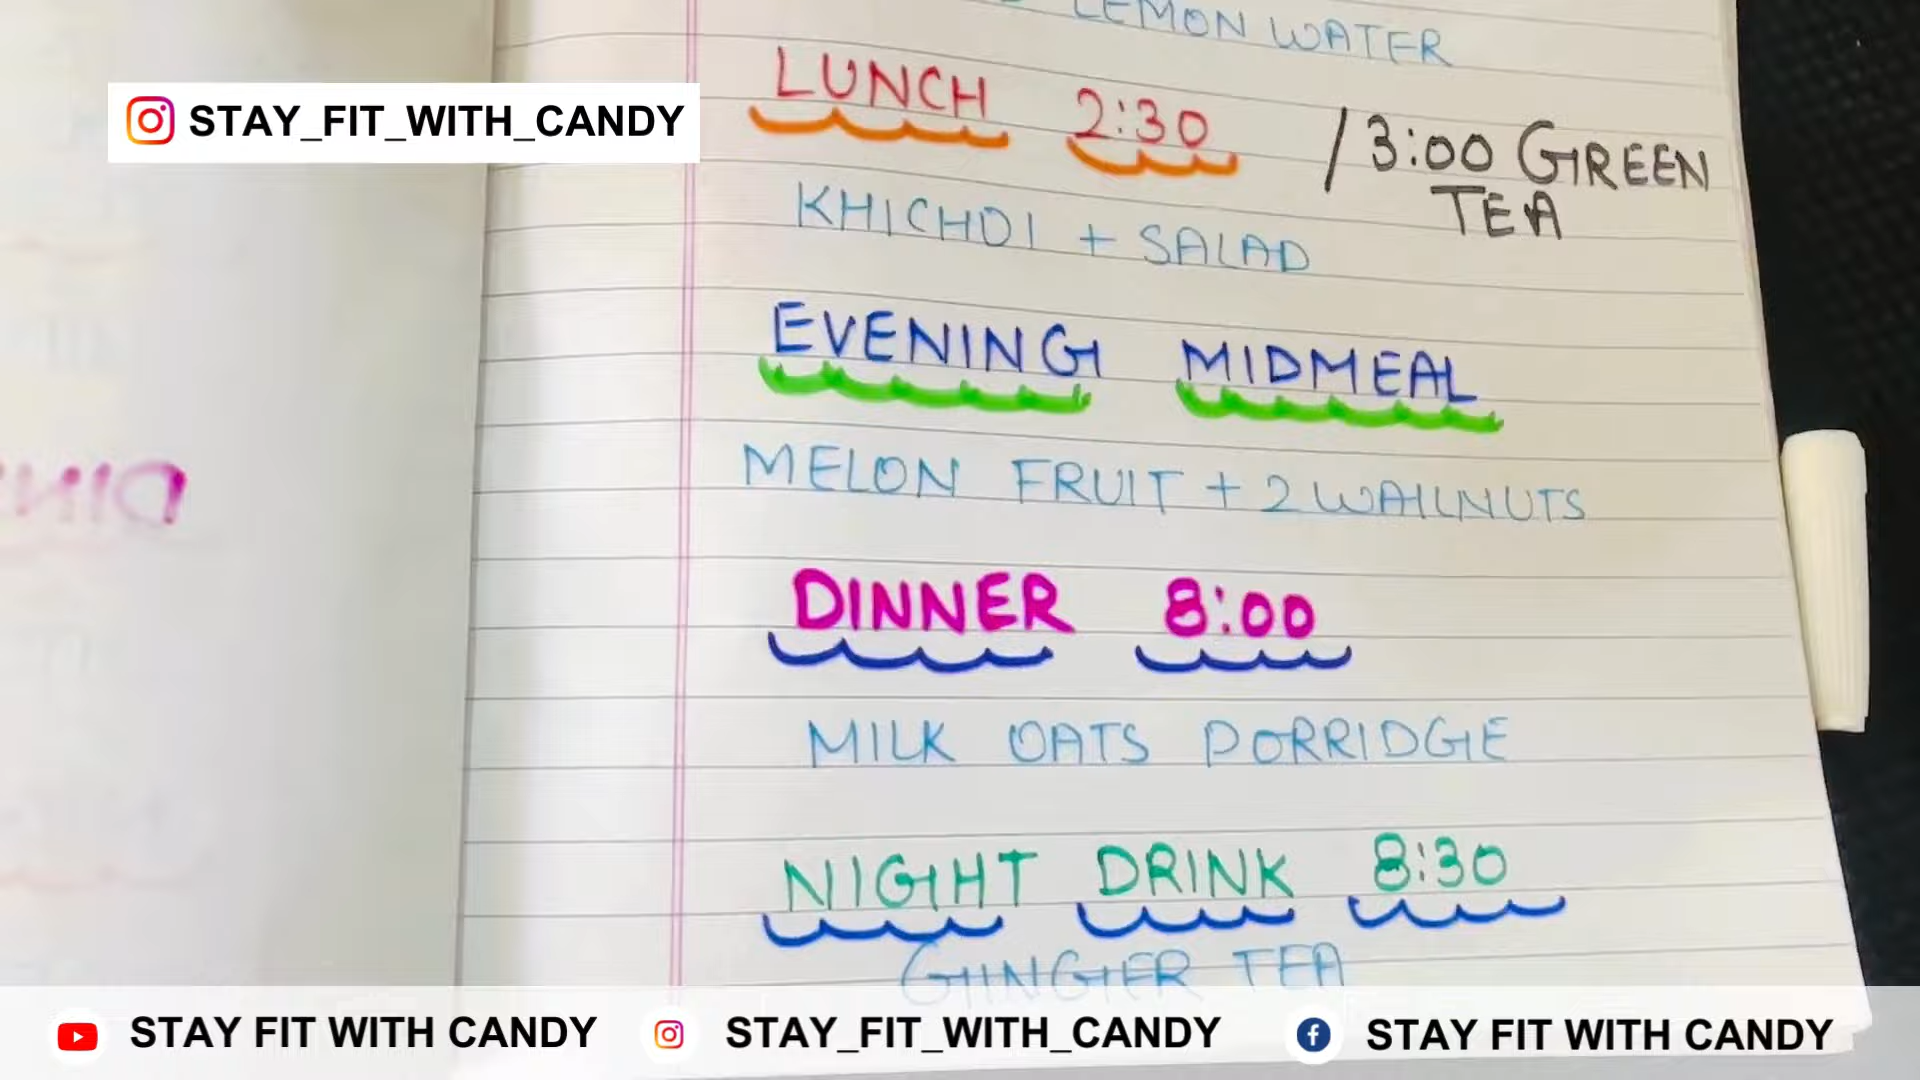 LEMON WATER
STAY_FIT_WITH_CANDY
LUNCH 2:30 / 3:00 GREEN
TEA
KHICHDI + SALAD
EVENING MIDMEAL
MELON FRUIT + 2 WALNUTS
DINNER 8:00
MILK OATS PORRIDGE
NIGHT DRINK 8:30
GINGER TEA
STAY FIT WITH CANDY STAY_FIT_WITH_CANDY STAY FIT WITH CANDY